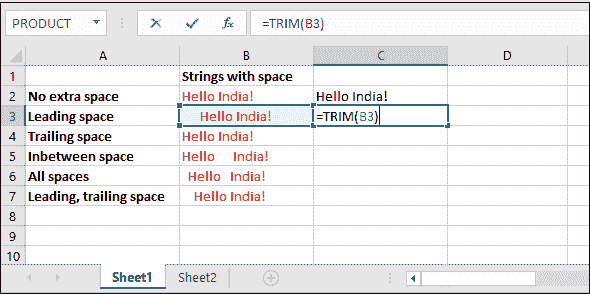 PRODUCT =TRIM(B3)
A B C D
1 Strings with space
2 No extra space Hello India! Hello India!
3 Leading space Hello India! =TRIM(B3)
4 Trailing space Hello India!
5 Inbetween space Hello India!
6 All spaces Hello India!
7 Leading, trailing space Hello India!
8
9
10
Sheet1 Sheet2